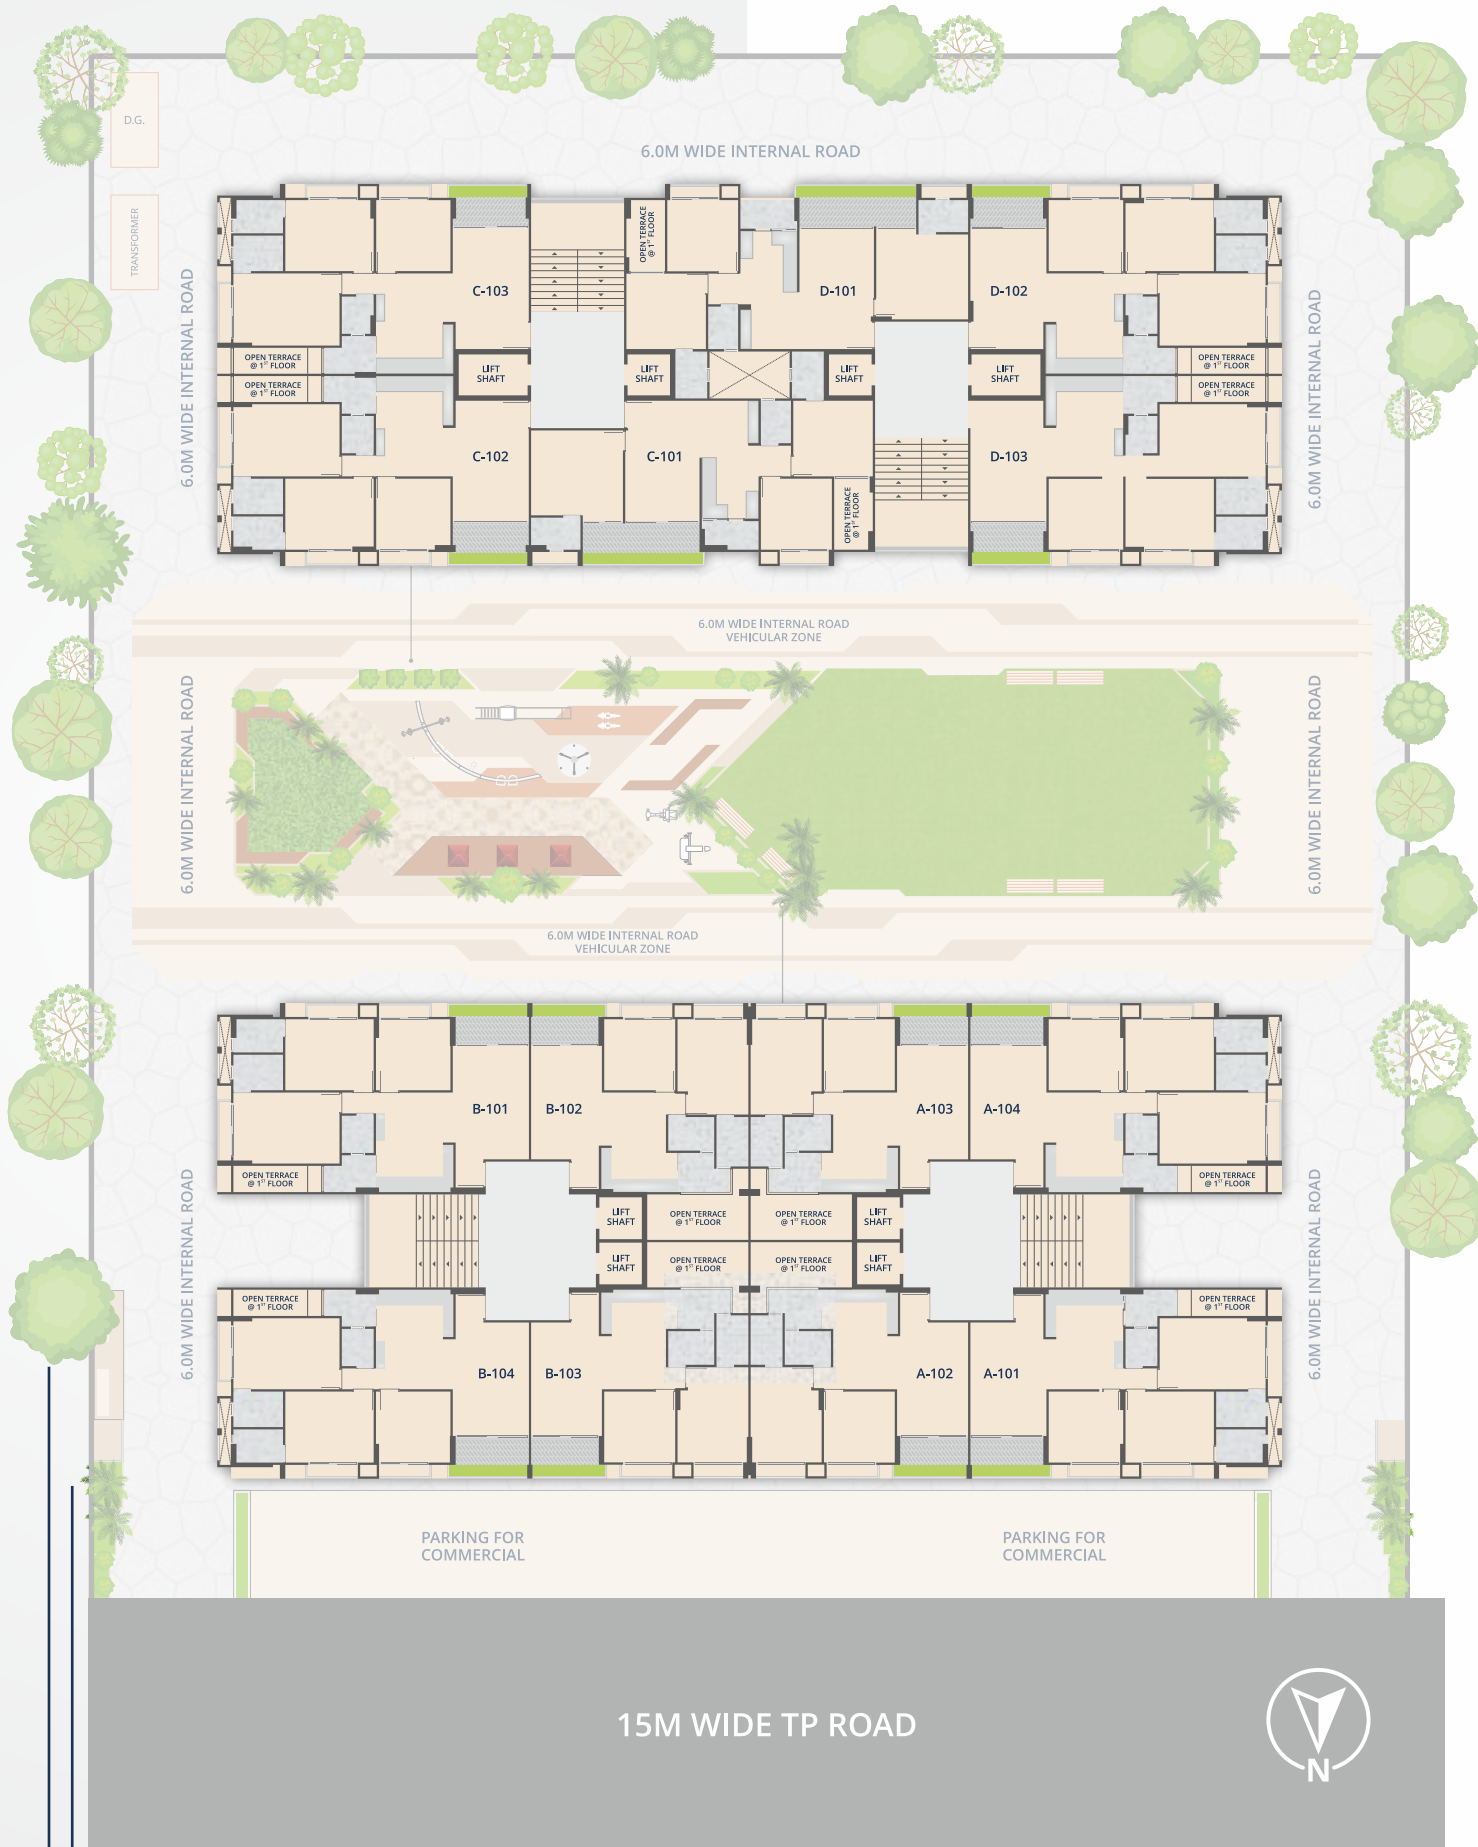 D.G.
TRANSFORMER
6.0M WIDE INTERNAL ROAD
6.0M WIDE INTERNAL ROAD
6.0M WIDE INTERNAL ROAD
OPEN TERRACE
@ 1ST FLOOR
C-103
D-101
D-102
OPEN TERRACE
@ 1ST FLOOR
OPEN TERRACE
@ 1ST FLOOR
LIFT
SHAFT
LIFT
SHAFT
LIFT
SHAFT
LIFT
SHAFT
OPEN TERRACE
@ 1ST FLOOR
OPEN TERRACE
@ 1ST FLOOR
C-102
C-101
D-103
OPEN TERRACE
@ 1ST FLOOR
6.0M WIDE INTERNAL ROAD
VEHICULAR ZONE
6.0M WIDE INTERNAL ROAD
6.0M WIDE INTERNAL ROAD
6.0M WIDE INTERNAL ROAD
VEHICULAR ZONE
B-101
B-102
A-103
A-104
OPEN TERRACE
@ 1ST FLOOR
OPEN TERRACE
@ 1ST FLOOR
6.0M WIDE INTERNAL ROAD
6.0M WIDE INTERNAL ROAD
LIFT
SHAFT
OPEN TERRACE
@ 1ST FLOOR
OPEN TERRACE
@ 1ST FLOOR
LIFT
SHAFT
LIFT
SHAFT
OPEN TERRACE
@ 1ST FLOOR
OPEN TERRACE
@ 1ST FLOOR
LIFT
SHAFT
OPEN TERRACE
@ 1ST FLOOR
OPEN TERRACE
@ 1ST FLOOR
B-104
B-103
A-102
A-101
PARKING FOR
COMMERCIAL
PARKING FOR
COMMERCIAL
15M WIDE TP ROAD
N